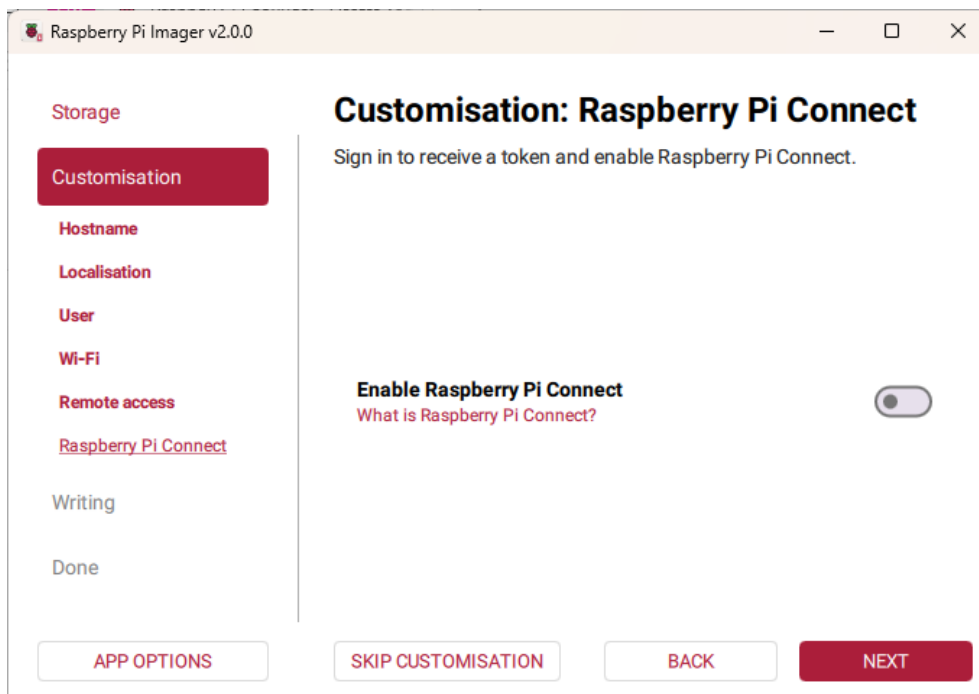 Raspberry Pi Imager v2.0.0
Storage
Customisation
Hostname
Localisation
User
Wi-Fi
Remote access
Raspberry Pi Connect
Writing
Done
Customisation: Raspberry Pi Connect
Sign in to receive a token and enable Raspberry Pi Connect.
Enable Raspberry Pi Connect
What is Raspberry Pi Connect?
APP OPTIONS
SKIP CUSTOMISATION
BACK
NEXT